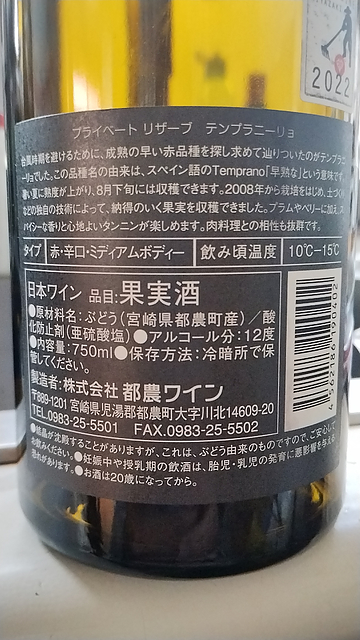 2022
プライベート リザーブ テンプラニーリョ
台風時期を避けるために、成熟の早い赤品種を探し求めて辿りついたのがテンプラニ
ーリョでした。この品種名の由来は、スペイン語のTemprano「早熟な」という意味です。
暑い夏に熟度が上がり、8月下旬には収穫できます。2008年から栽培をはじめ、土づくり
などの独自の技術によって、納得のいく果実を収穫できました。プラムやベリーに加え、ス
パイシーな香りと心地よいタンニンが楽しめます。肉料理との相性も抜群です。
タイプ 赤・辛口・ミディアムボディー 飲み頃温度 10℃–15℃
日本ワイン 品目:果実酒
●原材料名:ぶどう(宮崎県都農町産)/酸
化防止剤(亜硫酸塩)●アルコール分:12度
●内容量:750ml●保存方法:冷暗所で保
管してください。
製造者:株式会社 都農ワイン
〒889-1201 宮崎県児湯郡都農町大字川北14609-20
TEL.0983-25-5501 FAX.0983-25-5502
●結晶が沈殿することがありますが、これは、ぶどう由来のものですので、ご安心して
お飲みください。●妊娠中や授乳期の飲酒は、胎児・乳児の発育に悪影響を与える
恐れがあります。●お酒は20歳になってから。